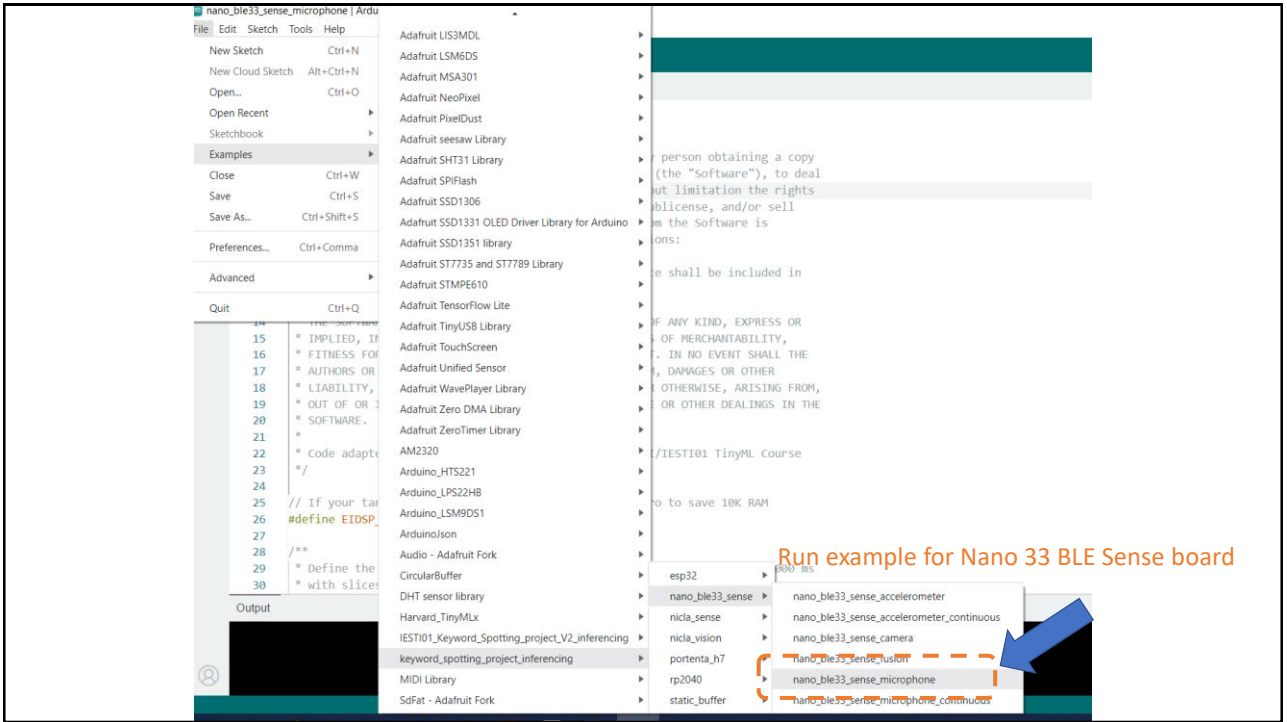 nano_ble33_sense_microphone | Ardu
File Edit Sketch Tools Help
New Sketch Ctrl+N
New Cloud Sketch Alt+Ctrl+N
Open... Ctrl+O
Open Recent
Sketchbook
Examples
Close Ctrl+W
Save Ctrl+S
Save As... Ctrl+Shift+S
Preferences... Ctrl+Comma
Advanced
Quit Ctrl+Q
Adafruit LIS3MDL
Adafruit LSM6DS
Adafruit MSA301
Adafruit NeoPixel
Adafruit PixelDust
Adafruit seesaw Library
Adafruit SHT31 Library
Adafruit SPIFlash
Adafruit SSD1306
Adafruit SSD1331 OLED Driver Library for Arduino
Adafruit SSD1351 library
Adafruit ST7735 and ST7789 Library
Adafruit STMPE610
Adafruit TensorFlow Lite
Adafruit TinyUSB Library
Adafruit TouchScreen
Adafruit Unified Sensor
Adafruit WavePlayer Library
Adafruit Zero DMA Library
Adafruit ZeroTimer Library
AM2320
Arduino_HTS221
Arduino_LPS22HB
Arduino_LSM9DS1
ArduinoJson
Audio - Adafruit Fork
CircularBuffer
DHT sensor library
Harvard_TinyMLx
IESTI01_Keyword_Spotting_project_V2_inferencing
keyword_spotting_project_inferencing
MIDI Library
SdFat - Adafruit Fork
esp32
nano_ble33_sense
nicla_sense
nicla_vision
portenta_h7
rp2040
static_buffer
nano_ble33_sense_accelerometer
nano_ble33_sense_accelerometer_continuous
nano_ble33_sense_camera
nano_ble33_sense_fusion
nano_ble33_sense_microphone
nano_ble33_sense_microphone_continuous
Run example for Nano 33 BLE Sense board
person obtaining a copy
(the "Software"), to deal
out limitation the rights
ublicense, and/or sell
om the Software is
ions:
e shall be included in
14 * THE SOFTWAR OF ANY KIND, EXPRESS OR
15 * IMPLIED, IN S OF MERCHANTABILITY,
16 * FITNESS FOR T. IN NO EVENT SHALL THE
17 * AUTHORS OR M, DAMAGES OR OTHER
18 * LIABILITY, R OTHERWISE, ARISING FROM,
19 * OUT OF OR I E OR OTHER DEALINGS IN THE
20 * SOFTWARE.
21 *
22 * Code adapte I/IESTI01 TinyML Course
23 */
24
25 // If your tar ro to save 10K RAM
26 #define EIDSP_
27
28 /**
29 * Define the 000 ms
30 * with slices
Output